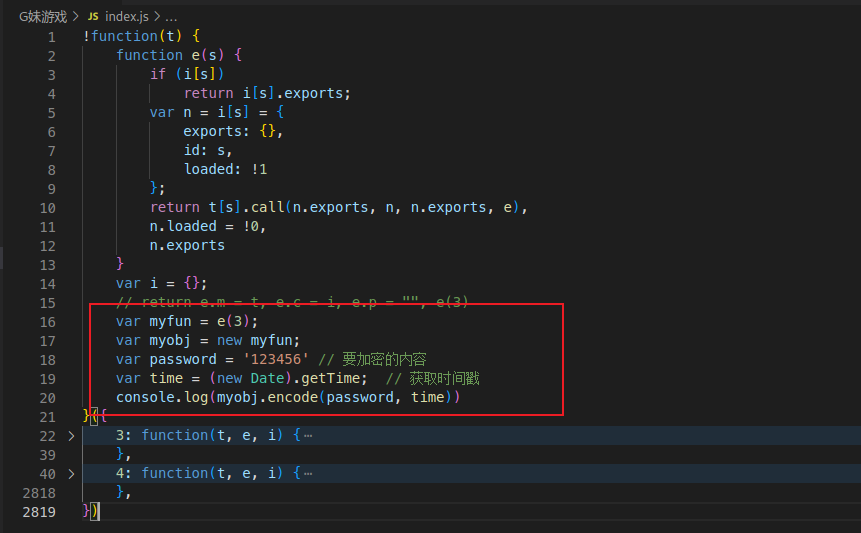 G妹游戏 > JS index.js > ...
1 !function(t) {
2 function e(s) {
3 if (i[s])
4 return i[s].exports;
5 var n = i[s] = {
6 exports: {},
7 id: s,
8 loaded: !1
9 };
10 return t[s].call(n.exports, n, n.exports, e),
11 n.loaded = !0,
12 n.exports
13 }
14 var i = {};
15 // return e.m = t, e.c = i, e.p = "", e(3)
16 var myfun = e(3);
17 var myobj = new myfun;
18 var password = '123456' // 要加密的内容
19 var time = (new Date).getTime; // 获取时间戳
20 console.log(myobj.encode(password, time))
21 }({
22 > 3: function(t, e, i) {⋯
39 },
40 > 4: function(t, e, i) {⋯
2818 },
2819 })